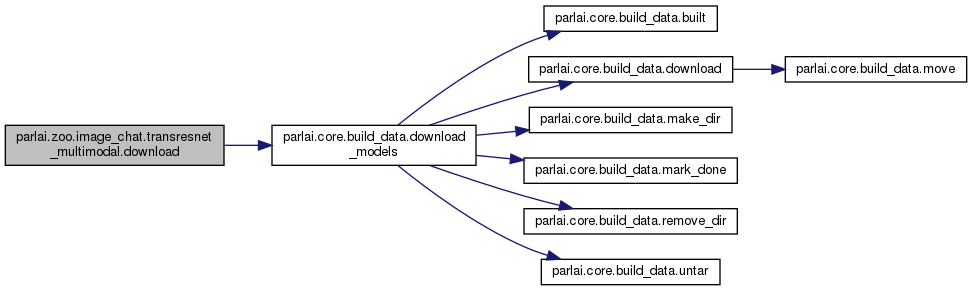 parlai.zoo.image_chat.transresnet
_multimodal.download
parlai.core.build_data.download
_models
parlai.core.build_data.built
parlai.core.build_data.download
parlai.core.build_data.move
parlai.core.build_data.make_dir
parlai.core.build_data.mark_done
parlai.core.build_data.remove_dir
parlai.core.build_data.untar